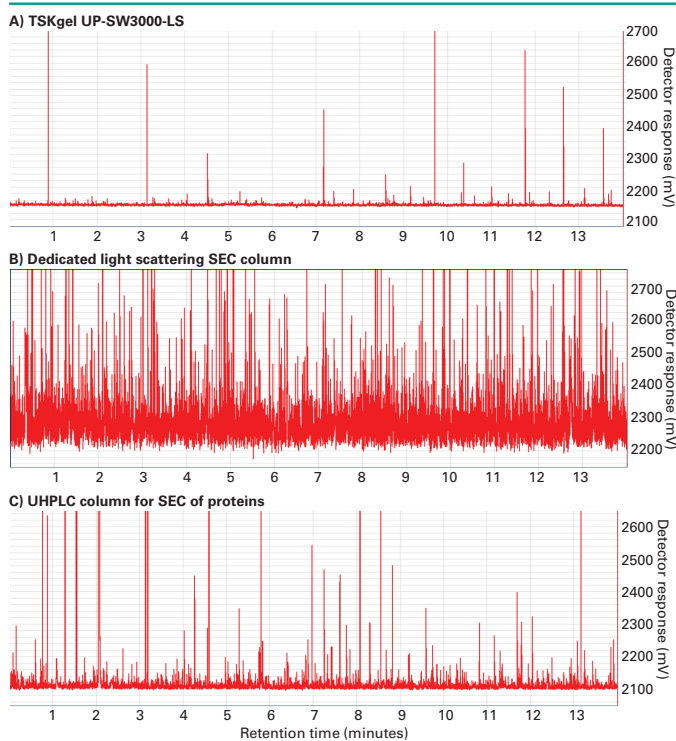 A) TSKgel UP-SW3000-LS
2700
2600
2500
2400
2300
2200
2100
Detector response (mV)
1 2 3 4 5 6 7 8 9 10 11 12 13
B) Dedicated light scattering SEC column
2700
2600
2500
2400
2300
2200
Detector response (mV)
1 2 3 4 5 6 7 8 9 10 11 12 13
C) UHPLC column for SEC of proteins
2600
2500
2400
2300
2200
2100
Detector response (mV)
1 2 3 4 5 6 7 8 9 10 11 12 13
Retention time (minutes)